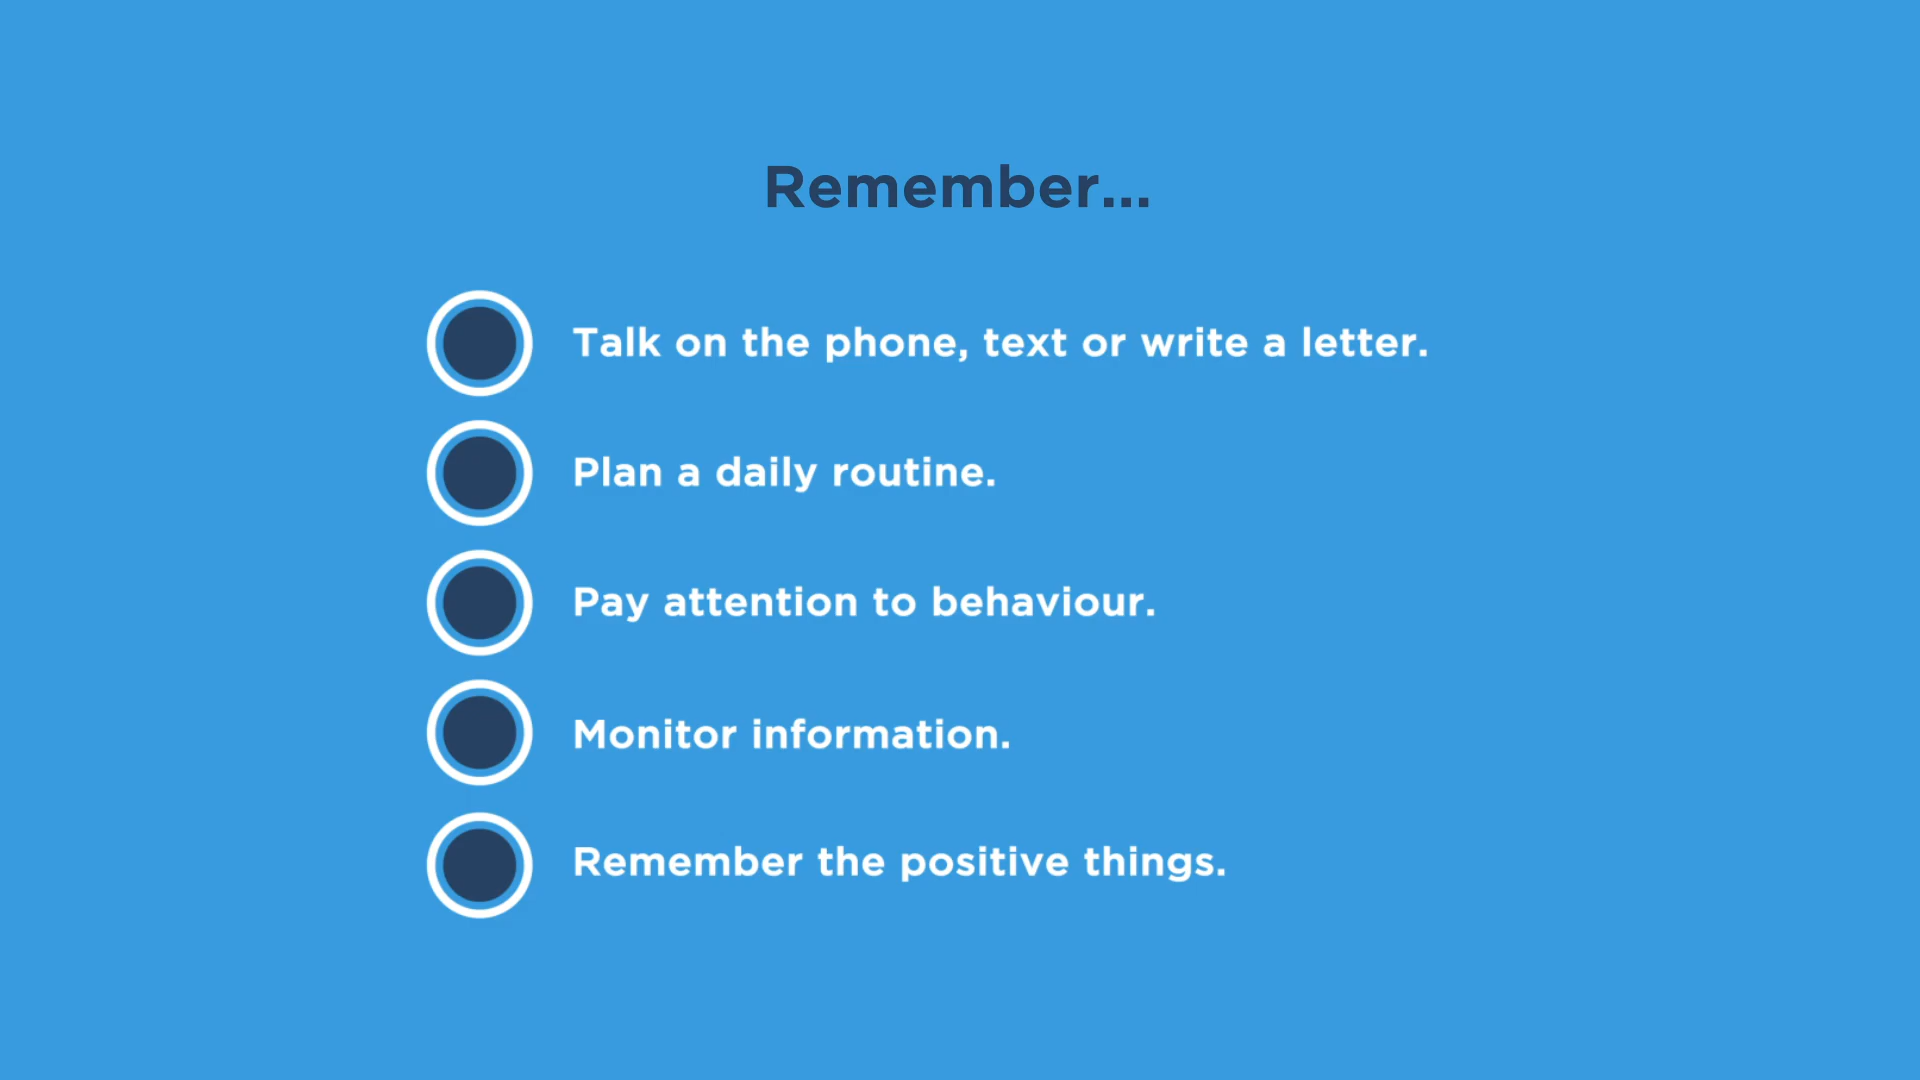 Remember...
Talk on the phone, text or write a letter.
Plan a daily routine.
Pay attention to behaviour.
Monitor information.
Remember the positive things.